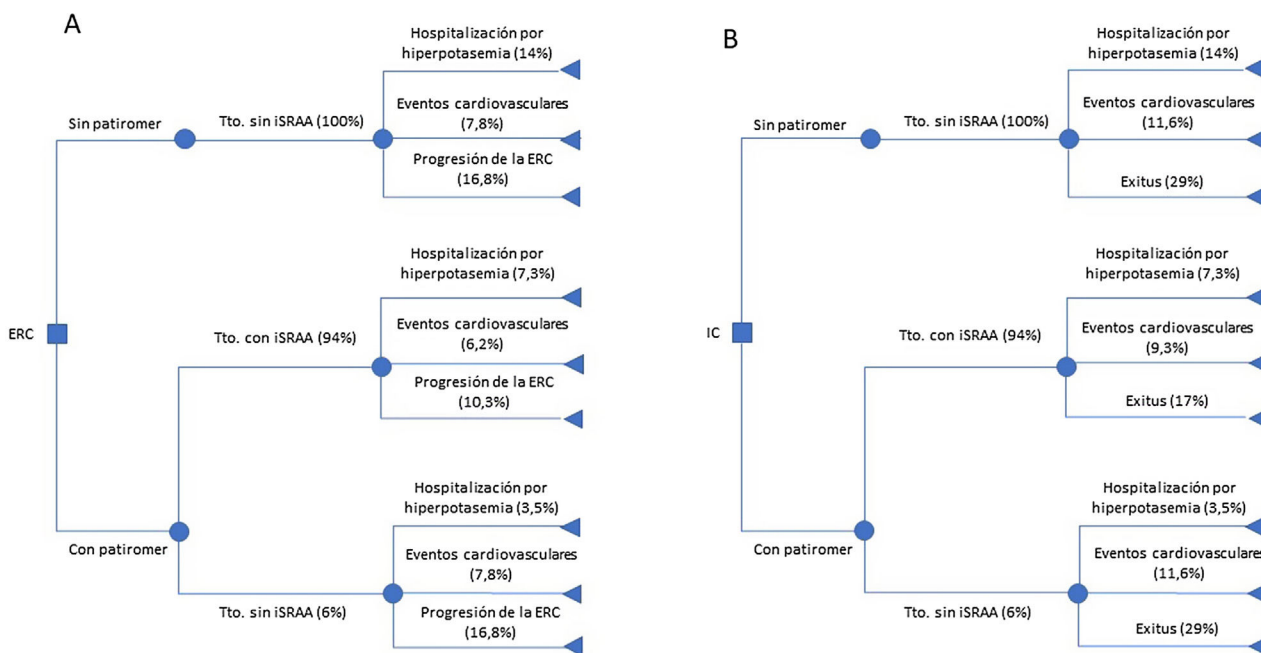 A
Hospitalización por
hiperpotasemia (14%)
Sin patiromer
Tto. sin iSRAA (100%)
Eventos cardiovasculares
(7,8%)
Progresión de la ERC
(16,8%)
ERC
Hospitalización por
hiperpotasemia (7,3%)
Tto. con iSRAA (94%)
Eventos cardiovasculares
(6,2%)
Progresión de la ERC
(10,3%)
Con patiromer
Hospitalización por
hiperpotasemia (3,5%)
Eventos cardiovasculares
(7,8%)
Tto. sin iSRAA (6%)
Progresión de la ERC
(16,8%)
B
Hospitalización por
hiperpotasemia (14%)
Sin patiromer
Tto. sin iSRAA (100%)
Eventos cardiovasculares
(11,6%)
Exitus (29%)
IC
Hospitalización por
hiperpotasemia (7,3%)
Tto. con iSRAA (94%)
Eventos cardiovasculares
(9,3%)
Exitus (17%)
Con patiromer
Hospitalización por
hiperpotasemia (3,5%)
Eventos cardiovasculares
(11,6%)
Tto. sin iSRAA (6%)
Exitus (29%)